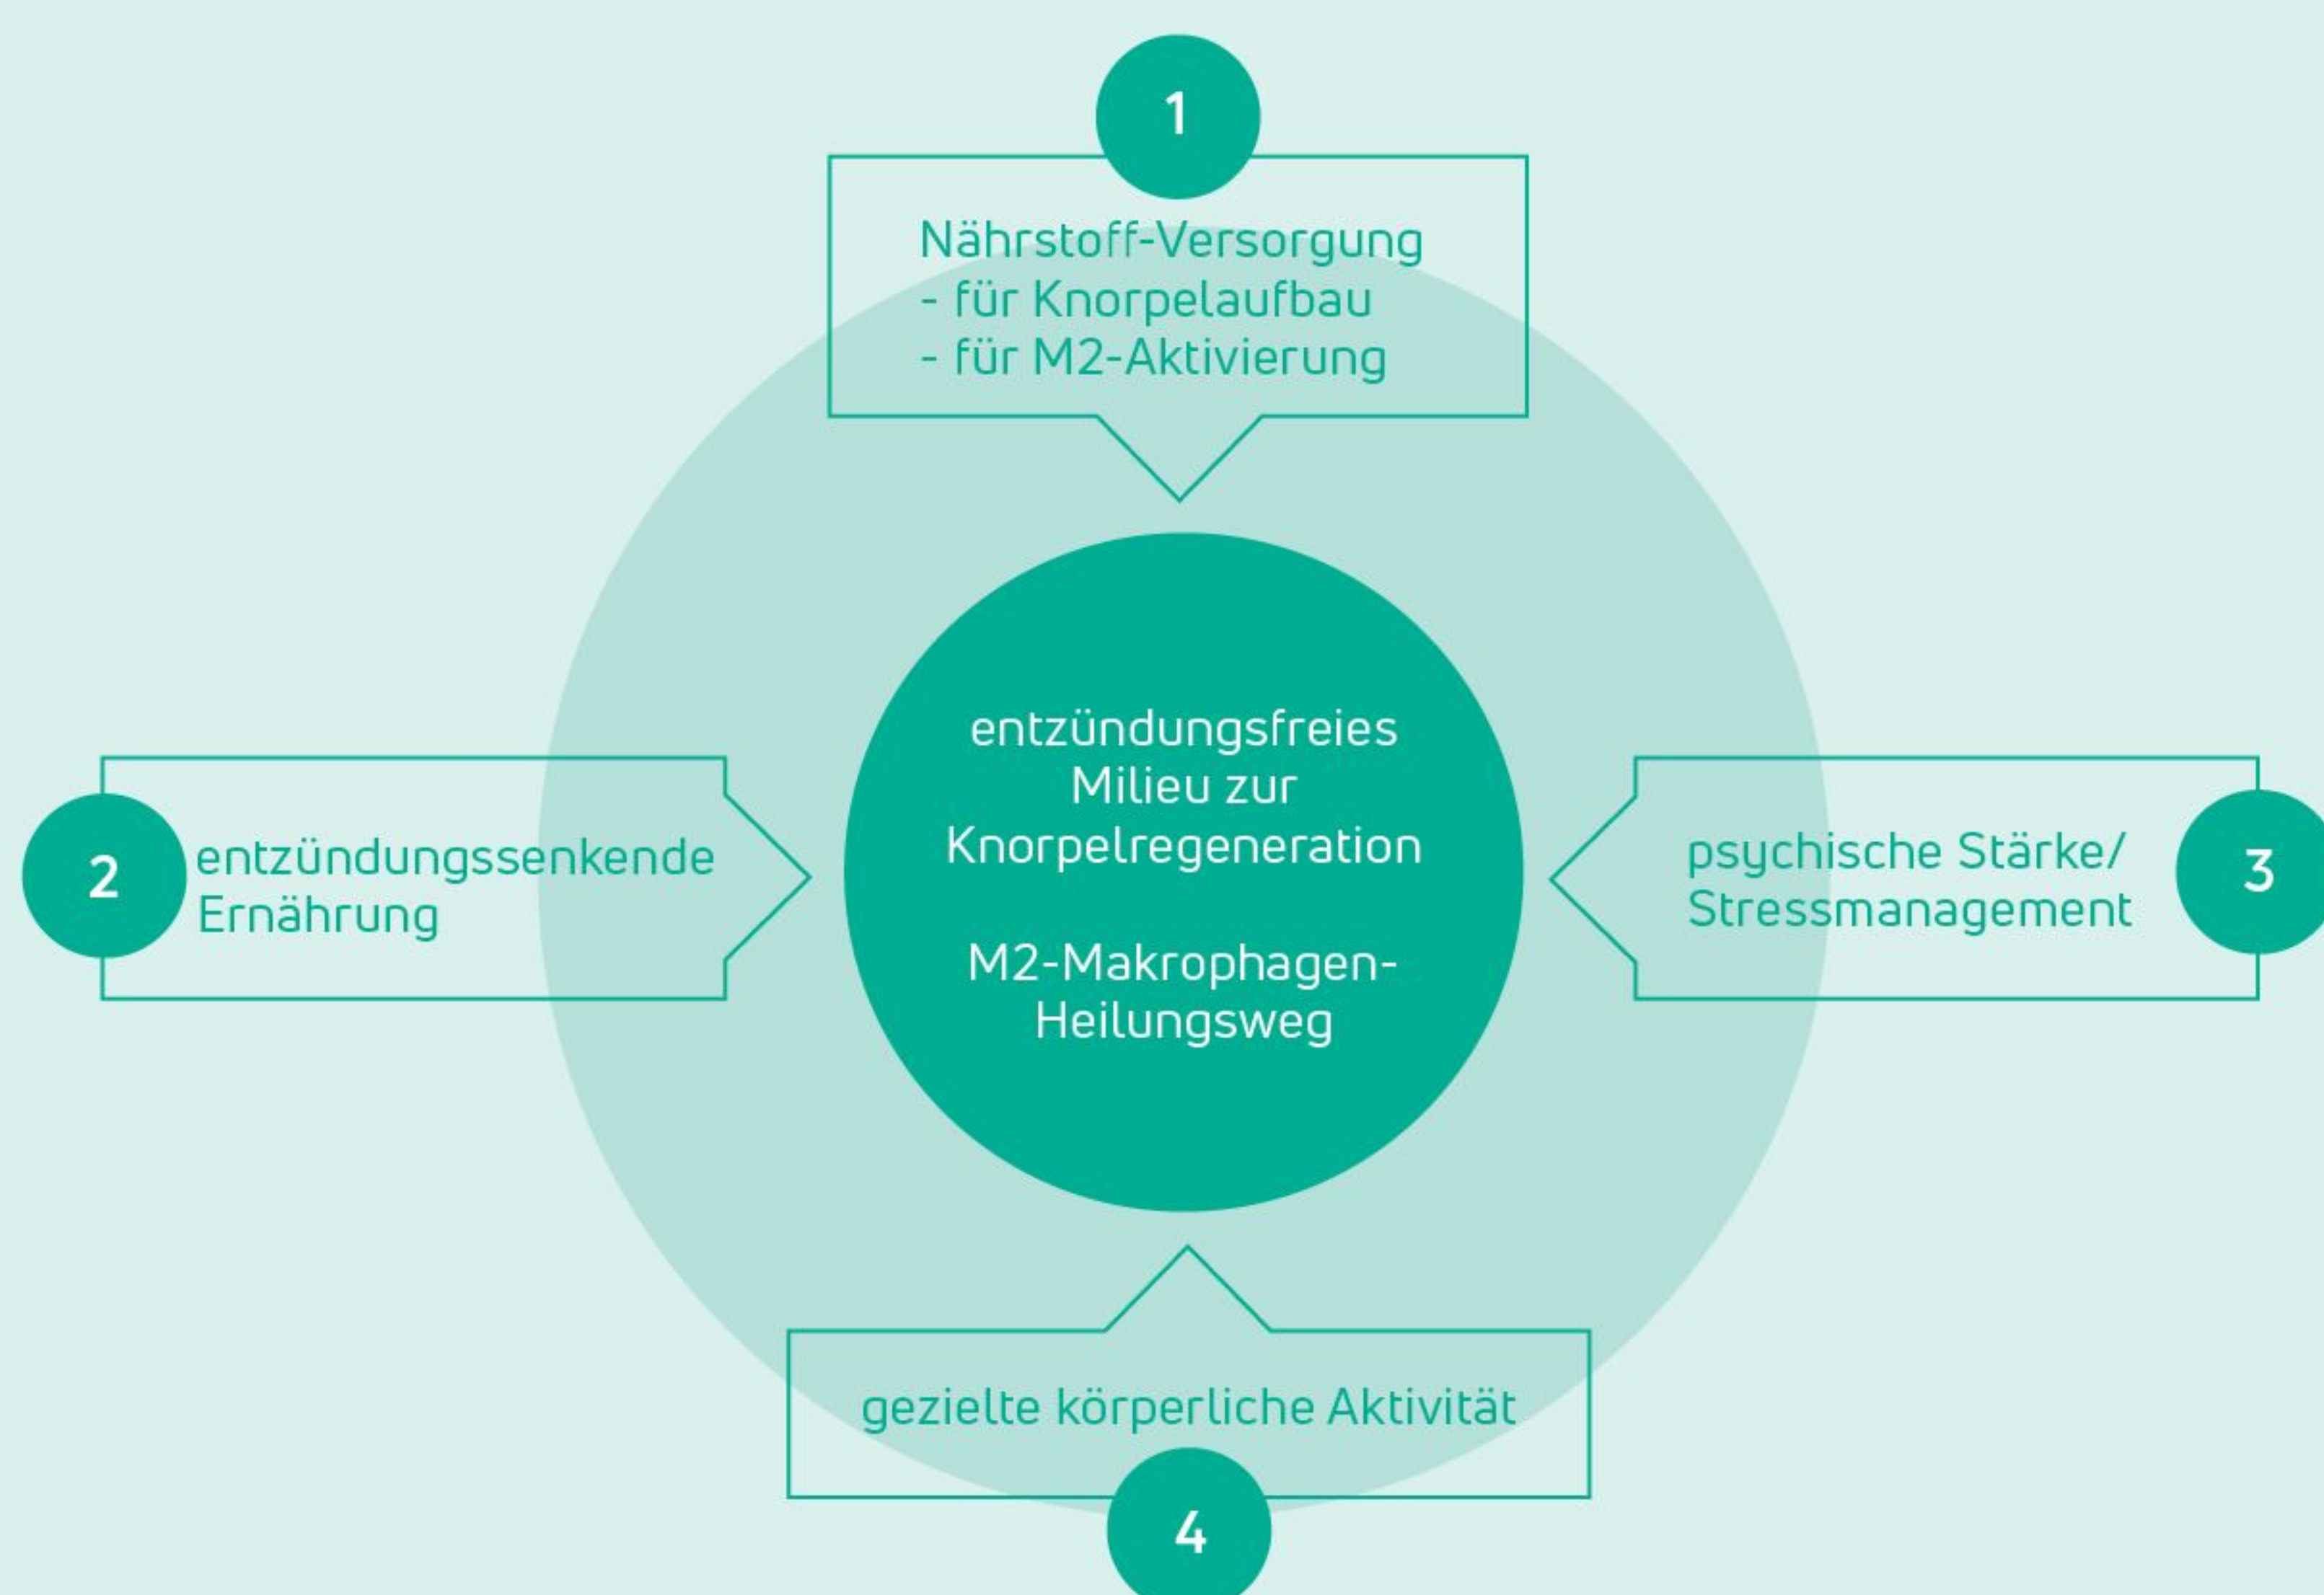 1
Nährstoff-Versorgung
- für Knorpelaufbau
- für M2-Aktivierung
entzündungsfreies
Milieu zur
Knorpelregeneration
M2-Makrophagen-
Heilungsweg
2
entzündungssenkende
Ernährung
psychische Stärke/
Stressmanagement
3
gezielte körperliche Aktivität
4